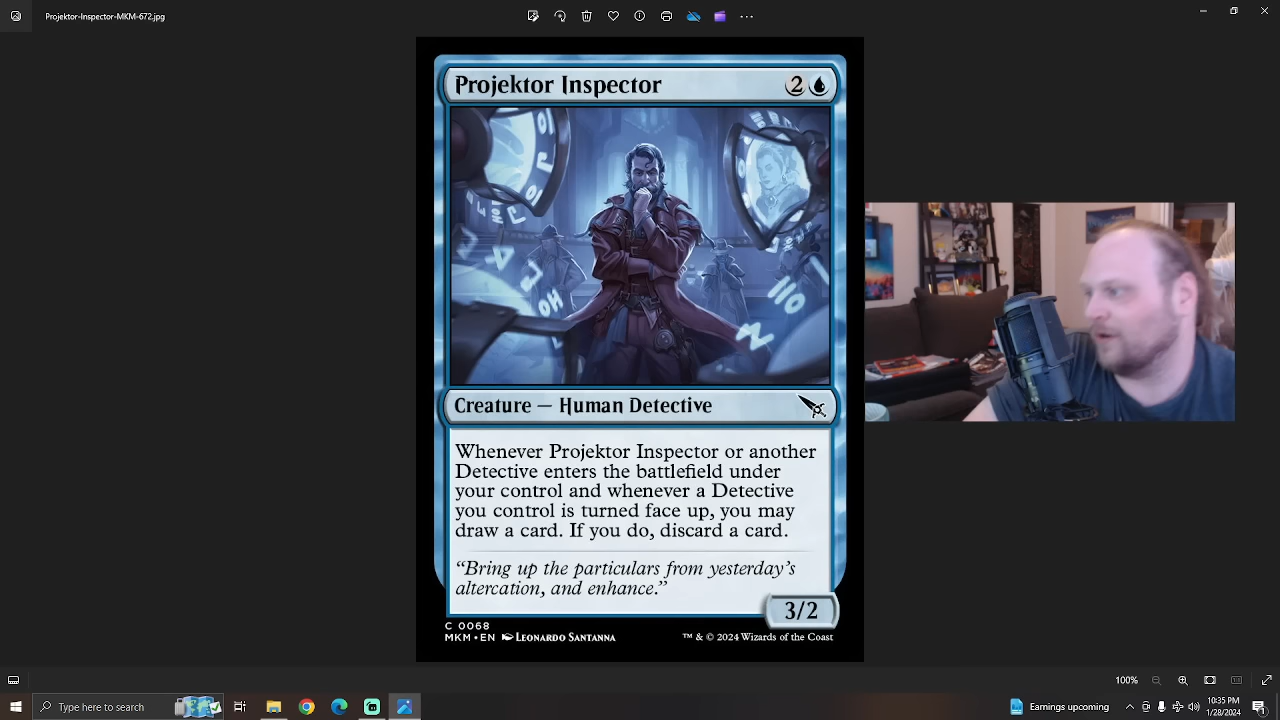 Projektor-Inspector-MKM-672.jpg
Projektor Inspector 2
Creature — Human Detective
Whenever Projektor Inspector or another
Detective enters the battlefield under
your control and whenever a Detective
you control is turned face up, you may
draw a card. If you do, discard a card.
“Bring up the particulars from yesterday’s
altercation, and enhance.”
3/2
C 0068
MKM • EN Leonardo Santanna
™ & © 2024 Wizards of the Coast
100%
Type here to search
Earnings upcoming
10:35 PM
1/28/2024